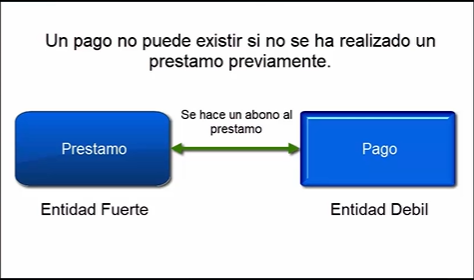 Un pago no puede existir si no se ha realizado un
prestamo previamente.
Se hace un abono al
prestamo
Prestamo
Pago
Entidad Fuerte
Entidad Debil